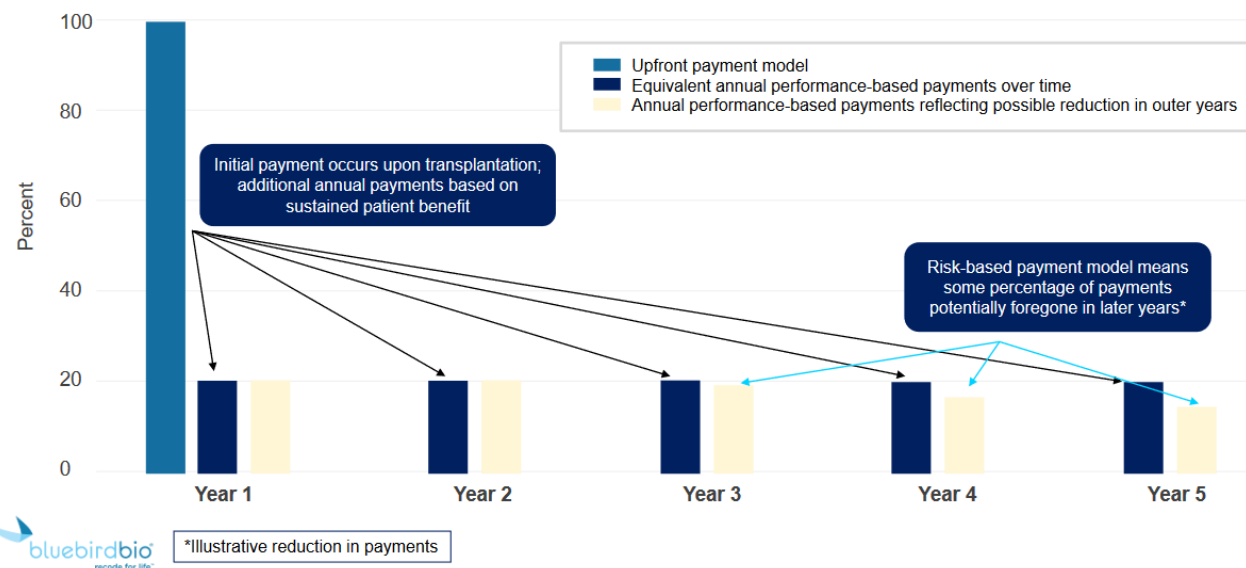 100
80
60
40
20
0
Percent
Upfront payment model
Equivalent annual performance-based payments over time
Annual performance-based payments reflecting possible reduction in outer years
Initial payment occurs upon transplantation;
additional annual payments based on
sustained patient benefit
Risk-based payment model means
some percentage of payments
potentially foregone in later years*
Year 1
Year 2
Year 3
Year 4
Year 5
bluebirdbio
recode for life™
*Illustrative reduction in payments